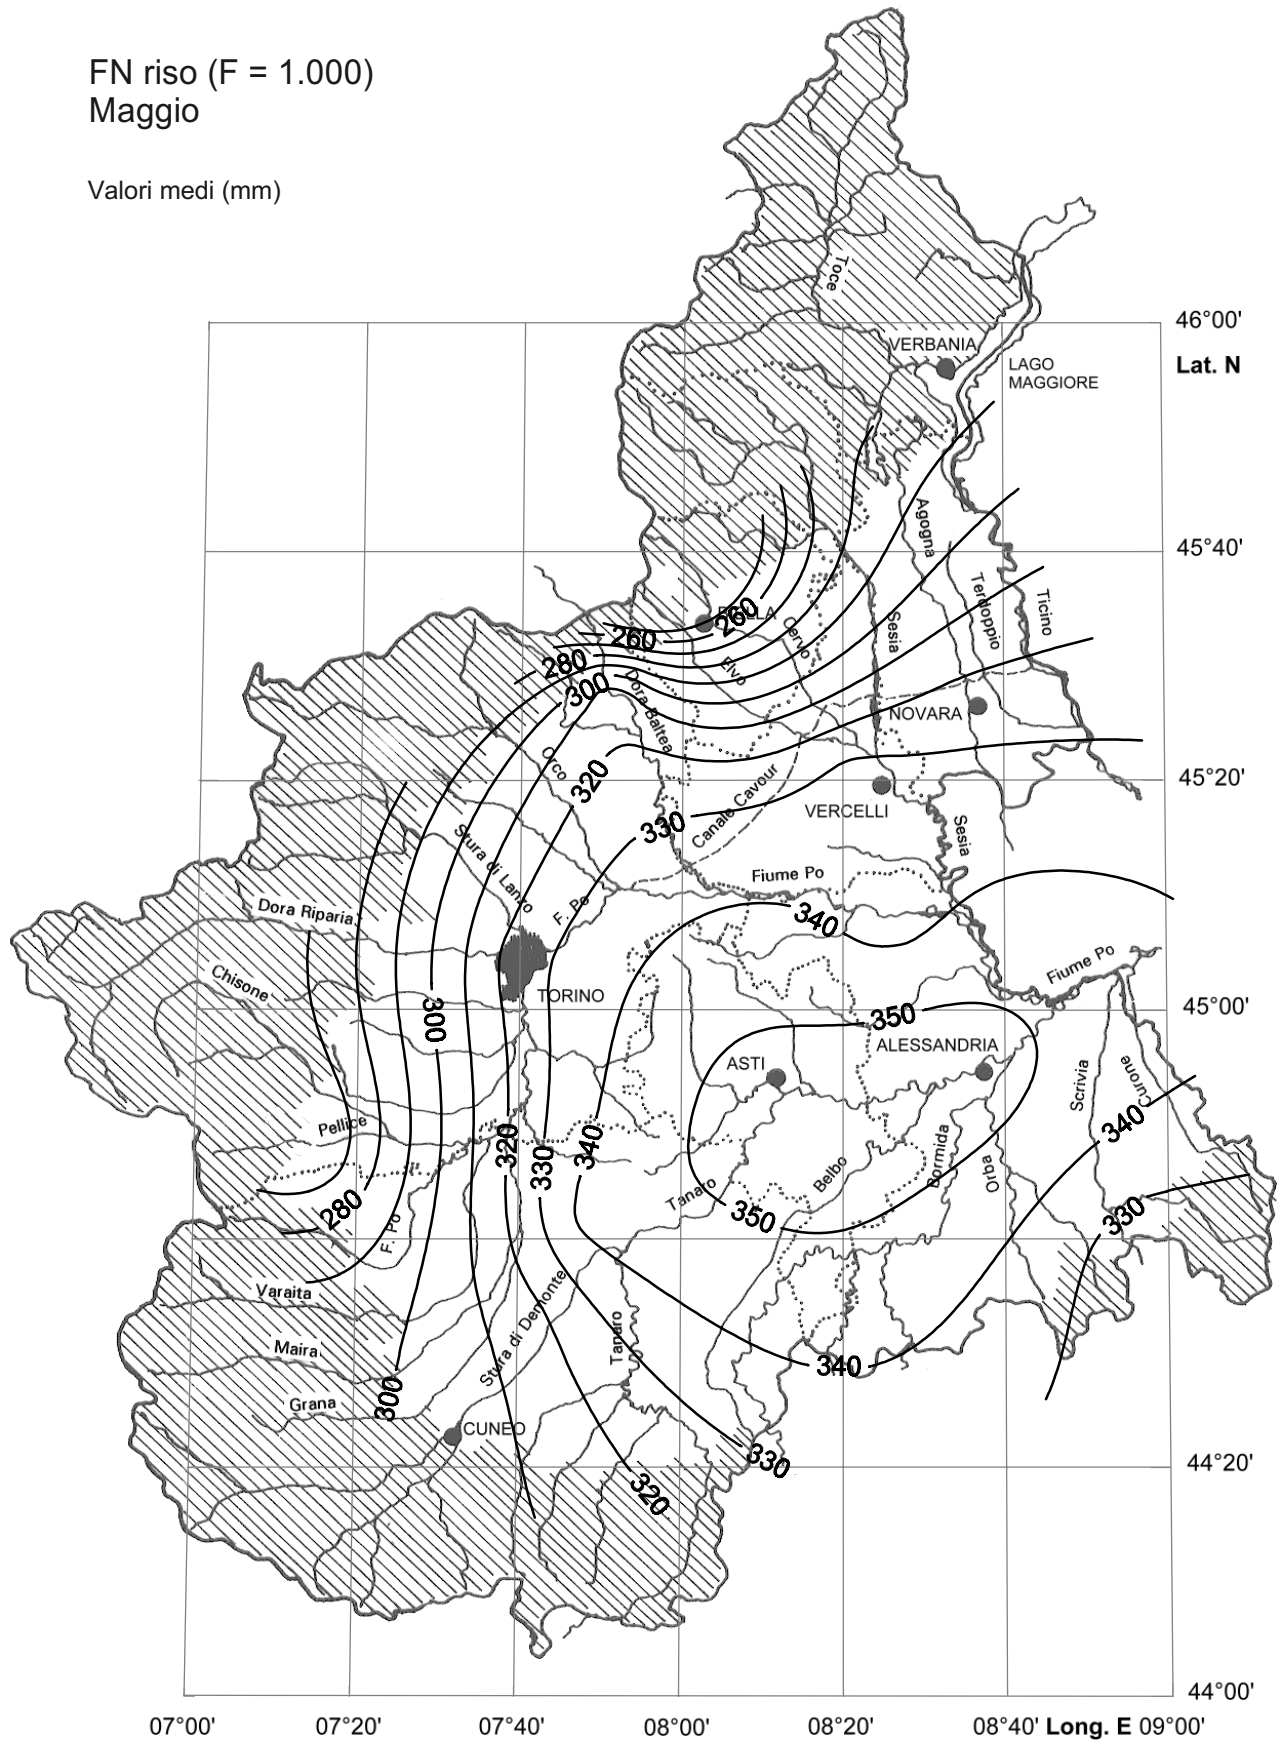 FN riso (F = 1.000)
Maggio
Valori medi (mm)
Toce
46°00'
VERBANIA
Lat. N
LAGO
MAGGIORE
Agogna
45°40'
Terdoppio
Ticino
Sesia
260
BIELLA
260
Cervo
280
Elvo
300
Dora Baltea
NOVARA
Orco
320
45°20'
Canale Cavour
VERCELLI
330
Sesia
Stura di Lanzo
Fiume Po
F. Po
Dora Riparia
340
Chisone
Fiume Po
TORINO
45°00'
300
350
ALESSANDRIA
ASTI
Scrivia
Curone
Pellice
320
330
340
340
Bormida
Orba
Belbo
Tanaro
280
350
330
F. Po
Varaita
Stura di Demonte
Tanaro
Maira
340
300
Grana
CUNEO
330
44°20'
320
44°00'
07°00'
07°20'
07°40'
08°00'
08°20'
08°40'
Long. E
09°00'